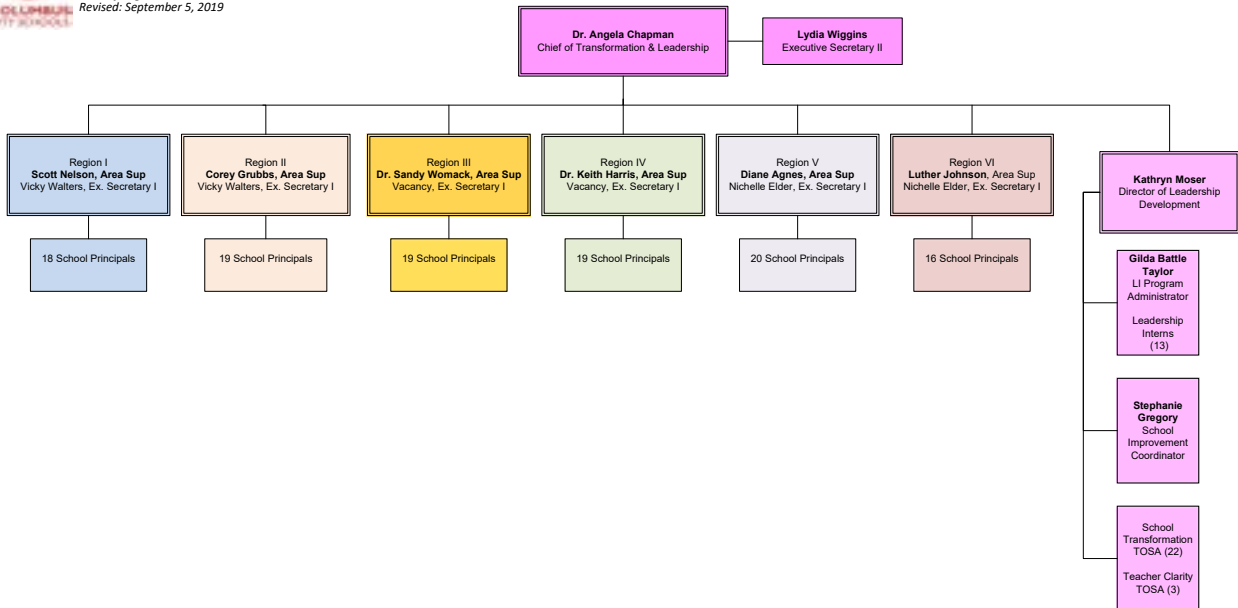 COLUMBUS
CITY SCHOOLS
Revised: September 5, 2019
Dr. Angela Chapman
Chief of Transformation & Leadership
Lydia Wiggins
Executive Secretary II
Region I
Scott Nelson, Area Sup
Vicky Walters, Ex. Secretary I
Region II
Corey Grubbs, Area Sup
Vicky Walters, Ex. Secretary I
Region III
Dr. Sandy Womack, Area Sup
Vacancy, Ex. Secretary I
Region IV
Dr. Keith Harris, Area Sup
Vacancy, Ex. Secretary I
Region V
Diane Agnes, Area Sup
Nichelle Elder, Ex. Secretary I
Region VI
Luther Johnson, Area Sup
Nichelle Elder, Ex. Secretary I
Kathryn Moser
Director of Leadership
Development
18 School Principals
19 School Principals
19 School Principals
19 School Principals
20 School Principals
16 School Principals
Gilda Battle
Taylor
LI Program
Administrator
Leadership
Interns
(13)
Stephanie
Gregory
School
Improvement
Coordinator
School
Transformation
TOSA (22)
Teacher Clarity
TOSA (3)